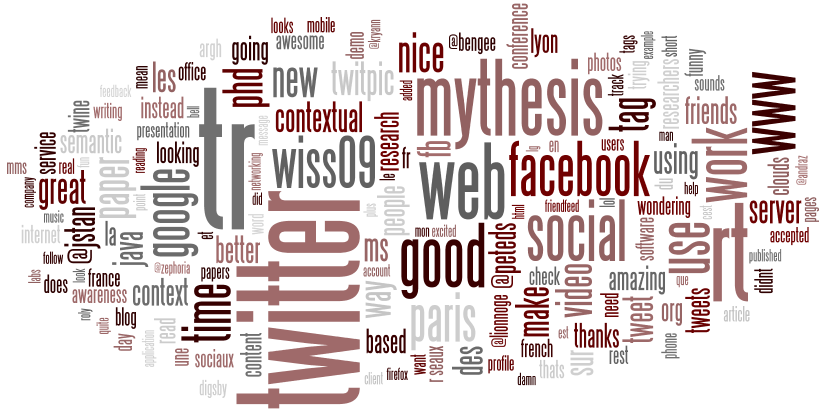 looks
mobile
@kryann
conference
tags
example
argh
going
awesome
demo
nice
@bengee
lyon
photos
track
trying
short
funny
mean
les
office
phd
new
twitpic
added
mythesis
tag
researchers
sounds
www
feedback
twine
writing
instead
bell
tr
contextual
research
fb
friends
presentation
message
semantic
service
looking
wiss09
le
fr
web
facebook
lol
en
users
man
work
using
du
help
clouds
@andraz
mms
real
company
great
paper
ton
reading
google
networking
did
people
plus
html
friendfeed
social
wondering
cest
server
pages
accepted
music
point
word
internet
@jstan
la
java
et
better
twitter
ms
mon
excited
good
@peteds
software
use
rt
published
didnt
follow
@zephoria
account
check
amazing
que
labs
does
look
france
papers
way
video
awareness
context
time
paris
@lionnoge
make
need
tweet
org
tweets
article
roly
quite
blog
day
read
application
une
sociaux
content
based
want
r seaux
des
french
est
thanks
sur
rest
phone
digsby
client
firefox
profile
damn
thats